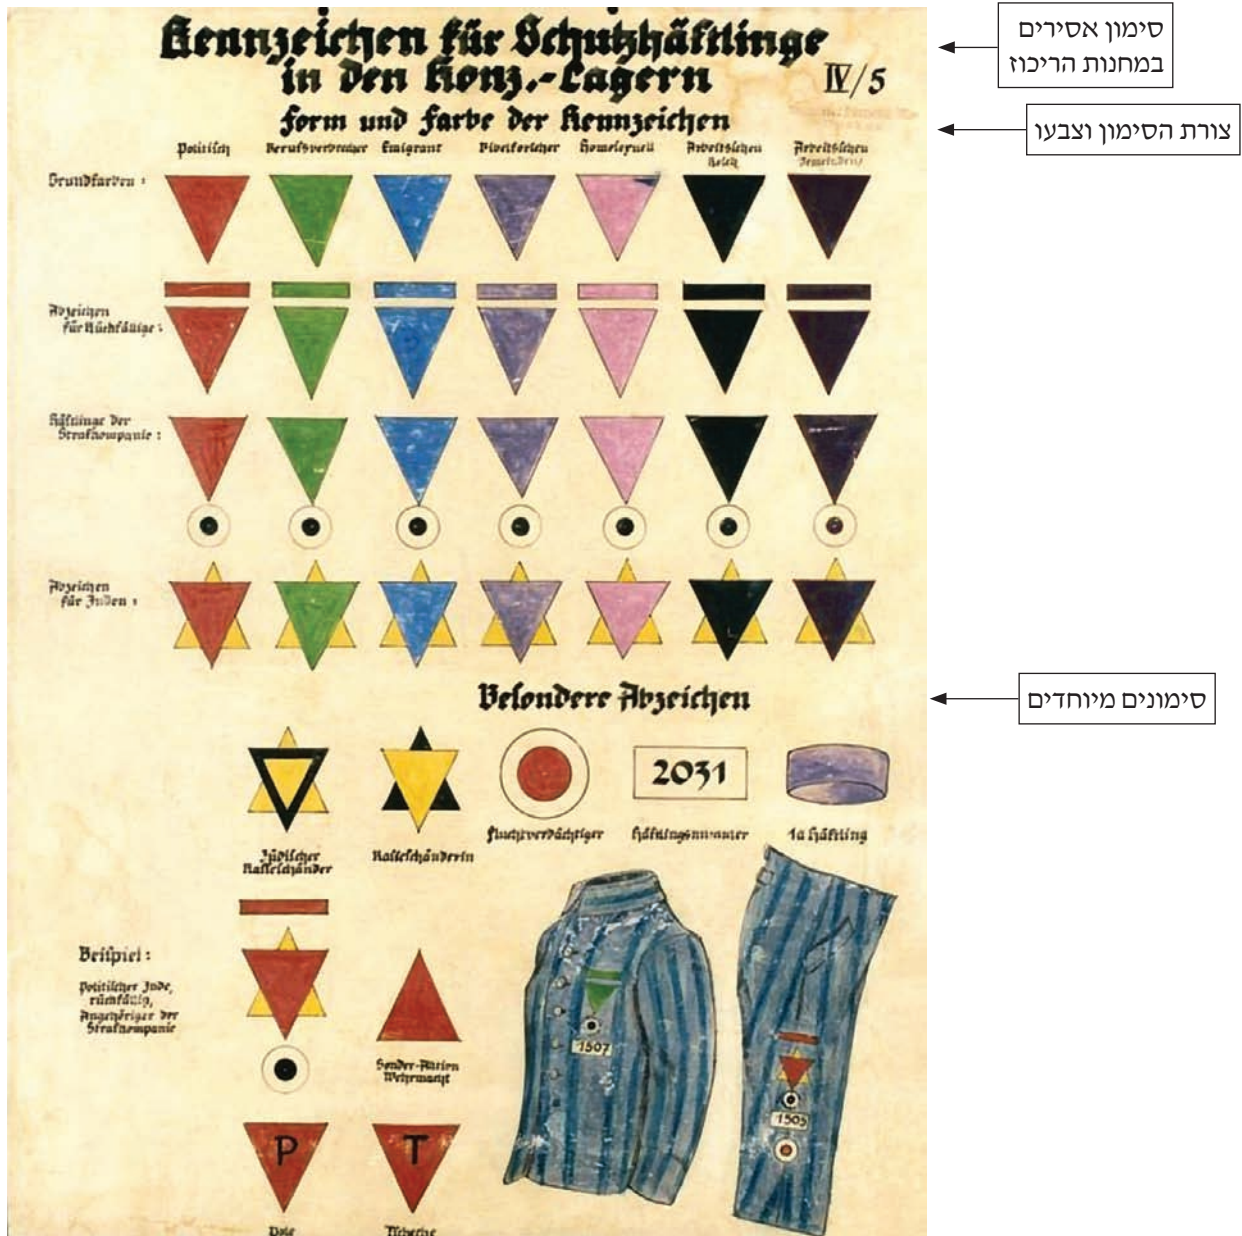 Kennzeichen für Schutzhäftlinge
in den Konz.-Lagern
IV/5
Form und Farbe der Kennzeichen
סימון אסירים
במחנות הריכוז
צורת הסימון וצבעו
Politisch Berufsverbrecher Emigrant Bibelforscher Homosexuell Arbeitsscheu Arbeitsscheu
Reich
Grundfarben:
Abzeichen
für Rückfällige:
Häftlinge der
Strafkompanie:
Abzeichen
für Juden:
Besondere Abzeichen
סימונים מיוחדים
2031
Jüdischer
Rasseschänder
Rasseschänderin
Fluchtverdächtiger
Häftlingsnummer
1a Häftling
Beispiel:
Politischer Jude,
rückfällig,
Angehöriger der
Strafkompanie
Sonder-Aktion
Wehrmacht
1507
1505
P
T
Pole
Tscheche